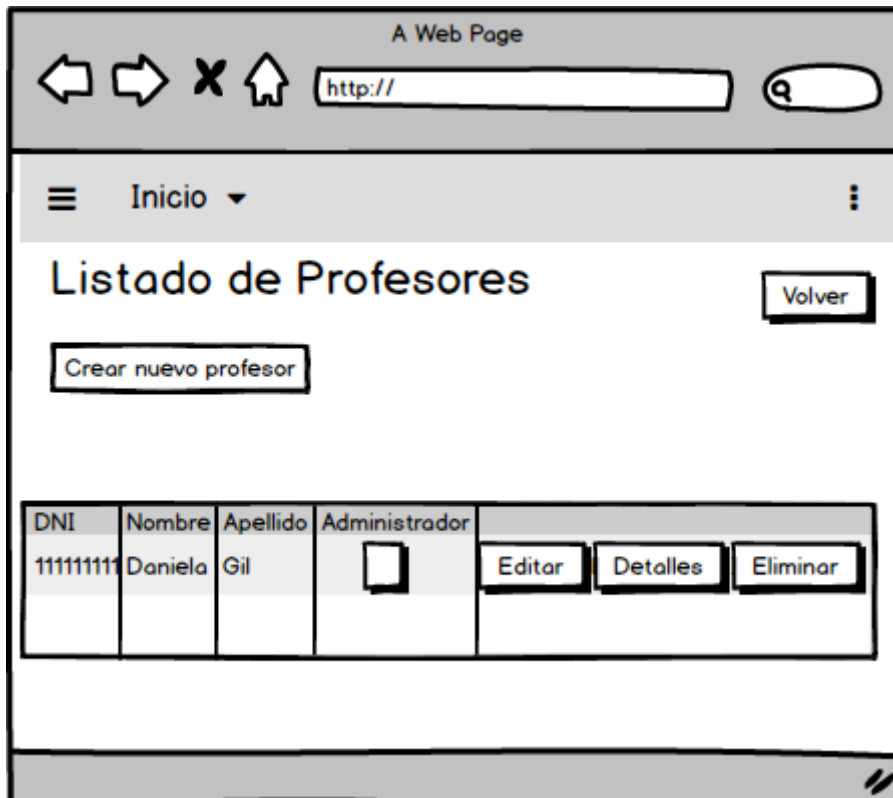 A Web Page
http://
Inicio
Listado de Profesores
Volver
Crear nuevo profesor
DNI Nombre Apellido Administrador
111111111 Daniela Gil Editar Detalles Eliminar